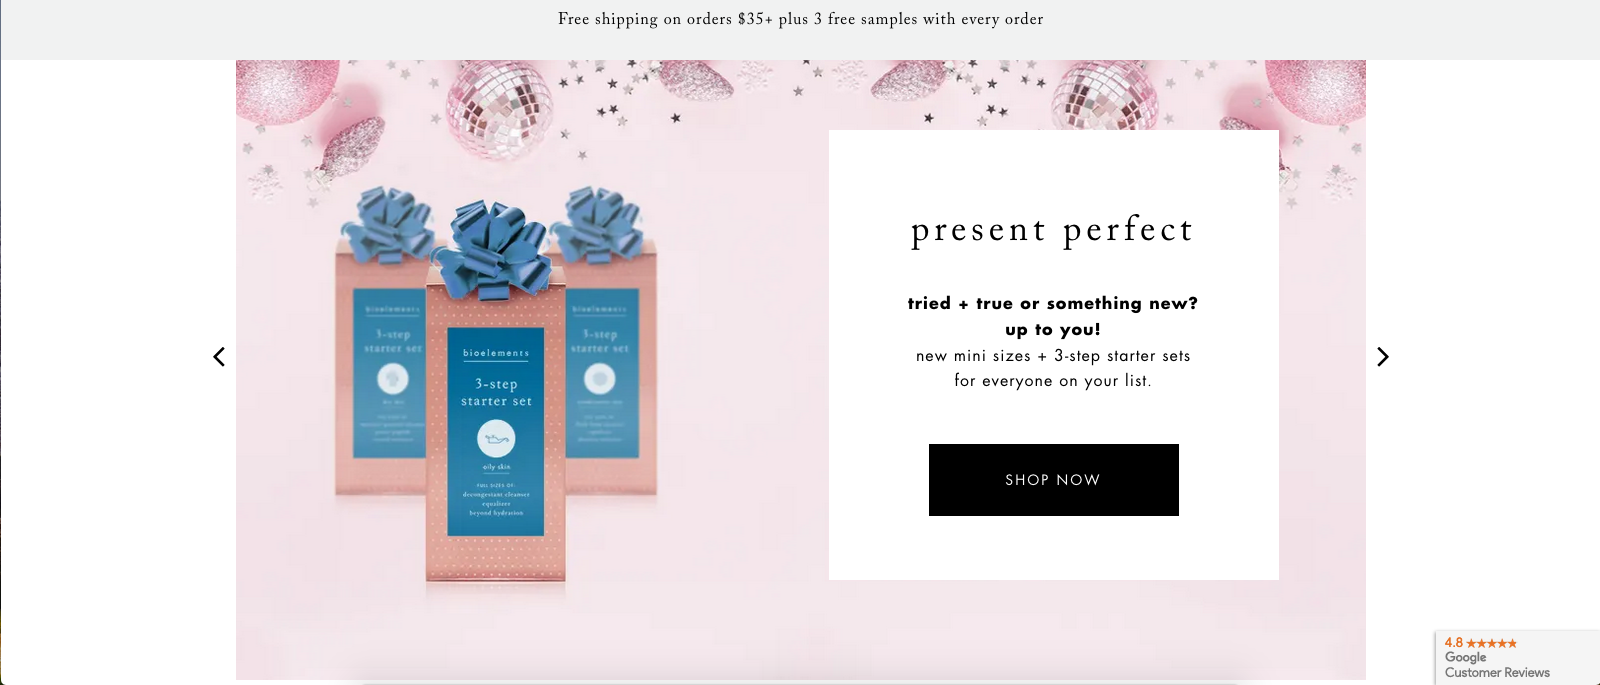 Free shipping on orders $35+ plus 3 free samples with every order
present perfect
tried + true or something new?
up to you!
new mini sizes + 3-step starter sets
for everyone on your list.
SHOP NOW
bioelements
3-step
starter set
bioelements
3-step
starter set
oily skin
FULL SIZES OF:
decongestant cleanser
equalizer
beyond hydration
bioelements
3-step
starter set
4.8 ★★★★★
Google
Customer Reviews